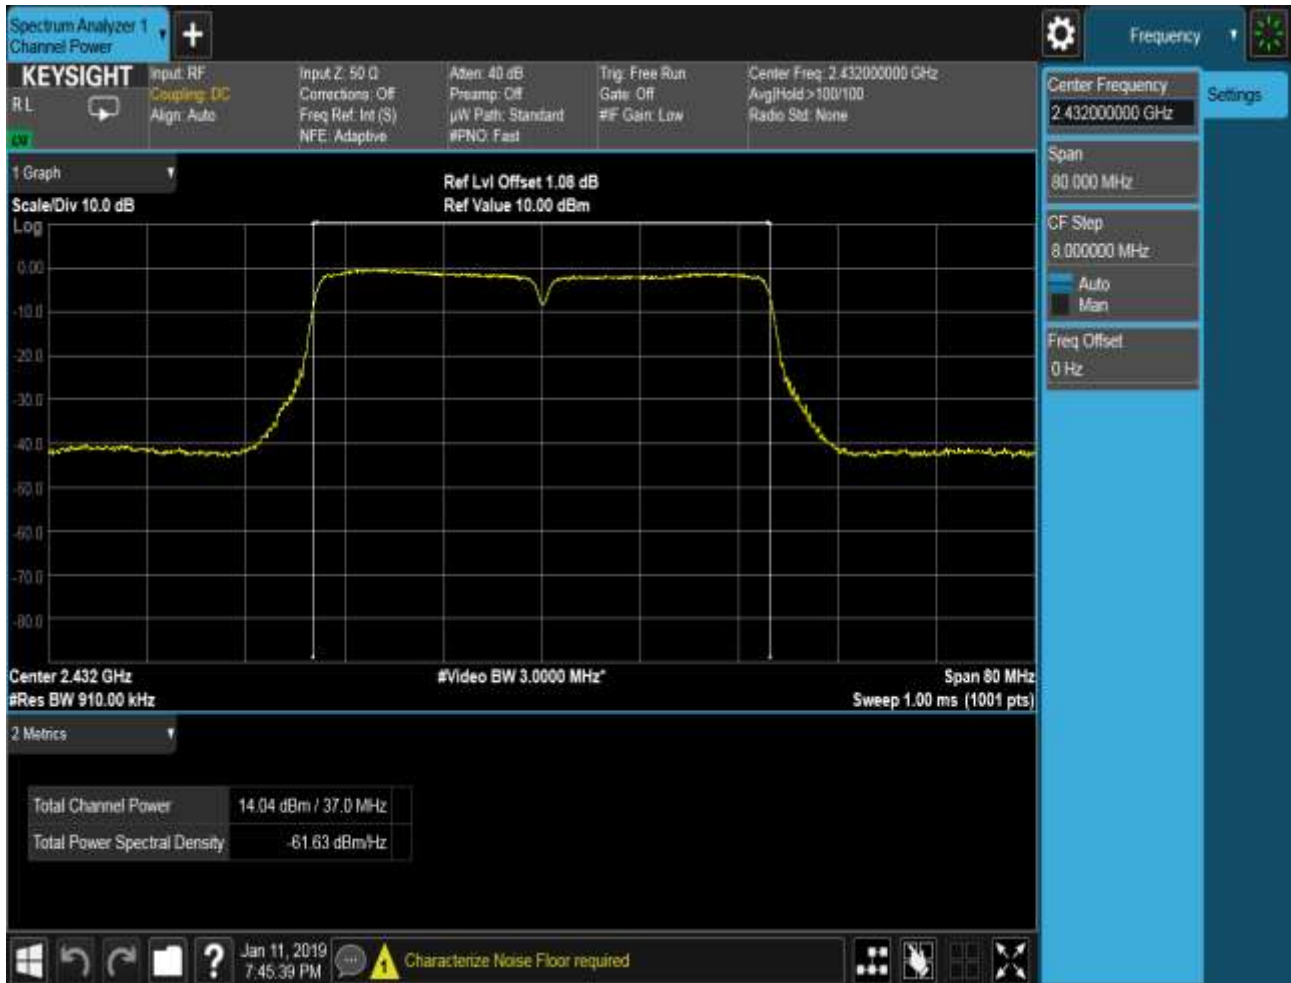 Spectrum Analyzer 1
Channel Power
+
Frequency
KEYSIGHT
R L
Input: RF
Coupling: DC
Align: Auto
Input Z: 50 Ω
Corrections: Off
Freq Ref: Int (S)
NFE: Adaptive
Atten: 40 dB
Preamp: Off
µW Path: Standard
#PNO: Fast
Trig: Free Run
Gate: Off
#IF Gain: Low
Center Freq: 2.432000000 GHz
Avg|Hold:>100/100
Radio Std: None
Center Frequency
2.432000000 GHz
Settings
Span
80.000 MHz
CF Step
8.000000 MHz
Auto
Man
Freq Offset
0 Hz
1 Graph
Scale/Div 10.0 dB
Ref Lvl Offset 1.08 dB
Ref Value 10.00 dBm
Log
0.00
-10.0
-20.0
-30.0
-40.0
-50.0
-60.0
-70.0
-80.0
Center 2.432 GHz
#Video BW 3.0000 MHz*
Span 80 MHz
#Res BW 910.00 kHz
Sweep 1.00 ms (1001 pts)
2 Metrics
Total Channel Power 14.04 dBm / 37.0 MHz
Total Power Spectral Density -61.63 dBm/Hz
?
Jan 11, 2019
7:45:39 PM
1
Characterize Noise Floor required